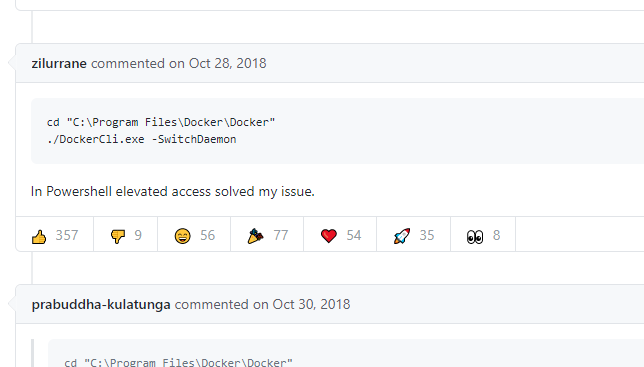 zilurrane commented on Oct 28, 2018
cd "C:\Program Files\Docker\Docker"
./DockerCli.exe -SwitchDaemon
In Powershell elevated access solved my issue.
357 9 56 77 54 35 8
prabuddha-kulatunga commented on Oct 30, 2018
cd "C:\Program Files\Docker\Docker"